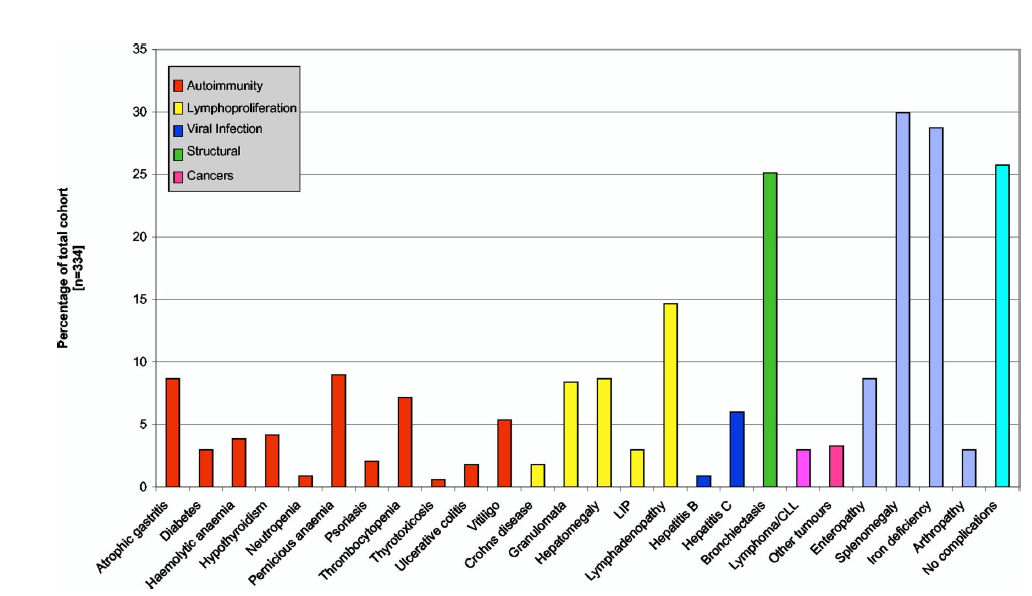 35
30
25
20
15
10
5
0
Percentage of total cohort
[n=334]
Autoimmunity
Lymphoproliferation
Viral Infection
Structural
Cancers
Atrophic gastritis
Diabetes
Haemolytic anaemia
Hypothyroidism
Neutropenia
Pernicious anaemia
Psoriasis
Thrombocytopenia
Thyrotoxicosis
Ulcerative colitis
Vitiligo
Crohns disease
Granulomata
Hepatomegaly
LIP
Lymphadenopathy
Hepatitis B
Hepatitis C
Bronchiectasis
Lymphoma/CLL
Other tumours
Enteropathy
Splenomegaly
Iron deficiency
Arthropathy
No complications